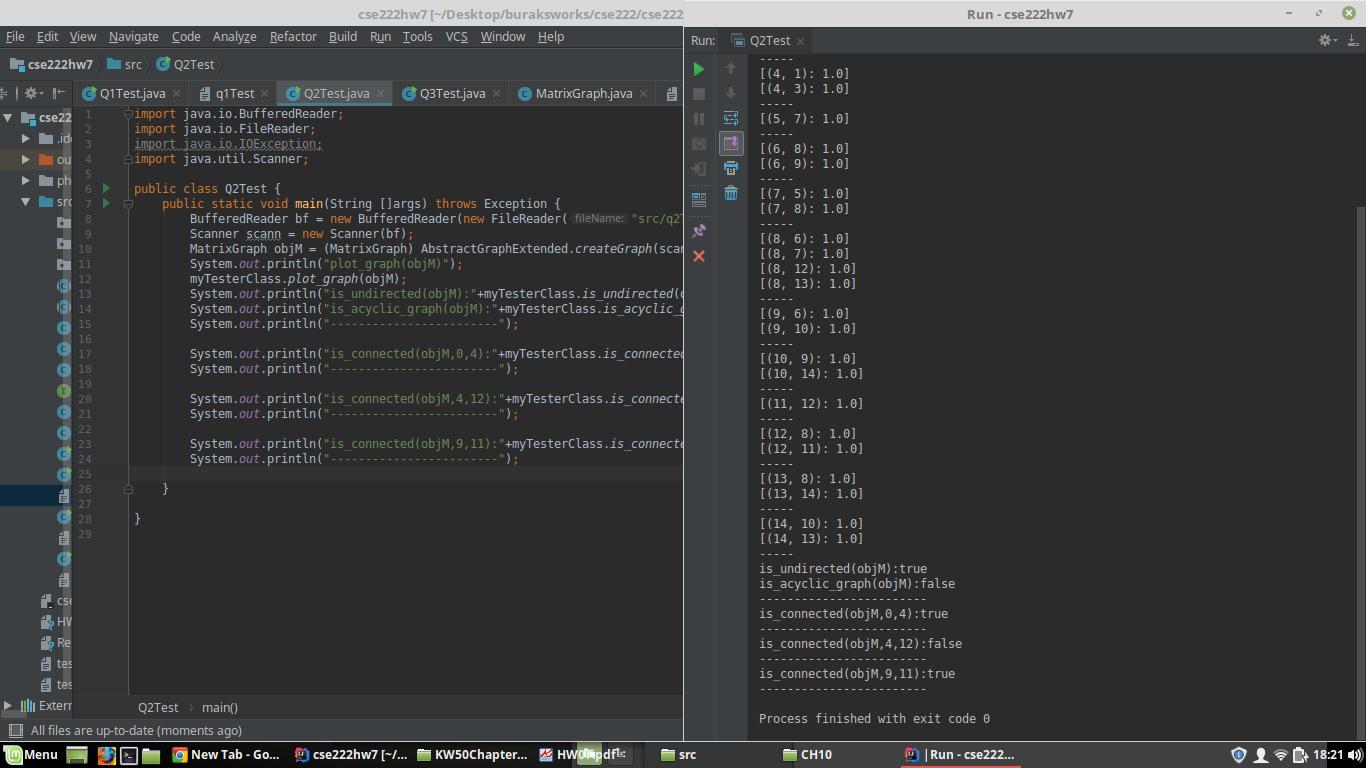 cse222hw7 [~/Desktop/buraksworks/cse222/cse222
File Edit View Navigate Code Analyze Refactor Build Run Tools VCS Window Help
cse222hw7 src Q2Test
Q1Test.java q1Test Q2Test.java Q3Test.java MatrixGraph.java
cse22
.id
ou
ph
src
cse
HW
Re
tes
tes
Extern
1 import java.io.BufferedReader;
2 import java.io.FileReader;
3 import java.io.IOException;
4 import java.util.Scanner;
5
6 public class Q2Test {
7 public static void main(String []args) throws Exception {
8 BufferedReader bf = new BufferedReader(new FileReader( fileName: "src/q2T
9 Scanner scann = new Scanner(bf);
10 MatrixGraph objM = (MatrixGraph) AbstractGraphExtended.createGraph(scan
11 System.out.println("plot_graph(objM)");
12 myTesterClass.plot_graph(objM);
13 System.out.println("is_undirected(objM):"+myTesterClass.is_undirected(
14 System.out.println("is_acyclic_graph(objM):"+myTesterClass.is_acyclic_g
15 System.out.println("------------------------");
16
17 System.out.println("is_connected(objM,0,4):"+myTesterClass.is_connected
18 System.out.println("------------------------");
19
20 System.out.println("is_connected(objM,4,12):"+myTesterClass.is_connecte
21 System.out.println("------------------------");
22
23 System.out.println("is_connected(objM,9,11):"+myTesterClass.is_connecte
24 System.out.println("------------------------");
25
26 }
27
28 }
29
Q2Test main()
All files are up-to-date (moments ago)
Run - cse222hw7
Run: Q2Test
-----
[(4, 1): 1.0]
[(4, 3): 1.0]
-----
[(5, 7): 1.0]
-----
[(6, 8): 1.0]
[(6, 9): 1.0]
-----
[(7, 5): 1.0]
[(7, 8): 1.0]
-----
[(8, 6): 1.0]
[(8, 7): 1.0]
[(8, 12): 1.0]
[(8, 13): 1.0]
-----
[(9, 6): 1.0]
[(9, 10): 1.0]
-----
[(10, 9): 1.0]
[(10, 14): 1.0]
-----
[(11, 12): 1.0]
-----
[(12, 8): 1.0]
[(12, 11): 1.0]
-----
[(13, 8): 1.0]
[(13, 14): 1.0]
-----
[(14, 10): 1.0]
[(14, 13): 1.0]
-----
is_undirected(objM):true
is_acyclic_graph(objM):false
------------------------
is_connected(objM,0,4):true
------------------------
is_connected(objM,4,12):false
------------------------
is_connected(objM,9,11):true
------------------------
Process finished with exit code 0
Menu New Tab - Go... cse222hw7 [~/... KW50Chapter... src CH10 Run - cse222... 18:21